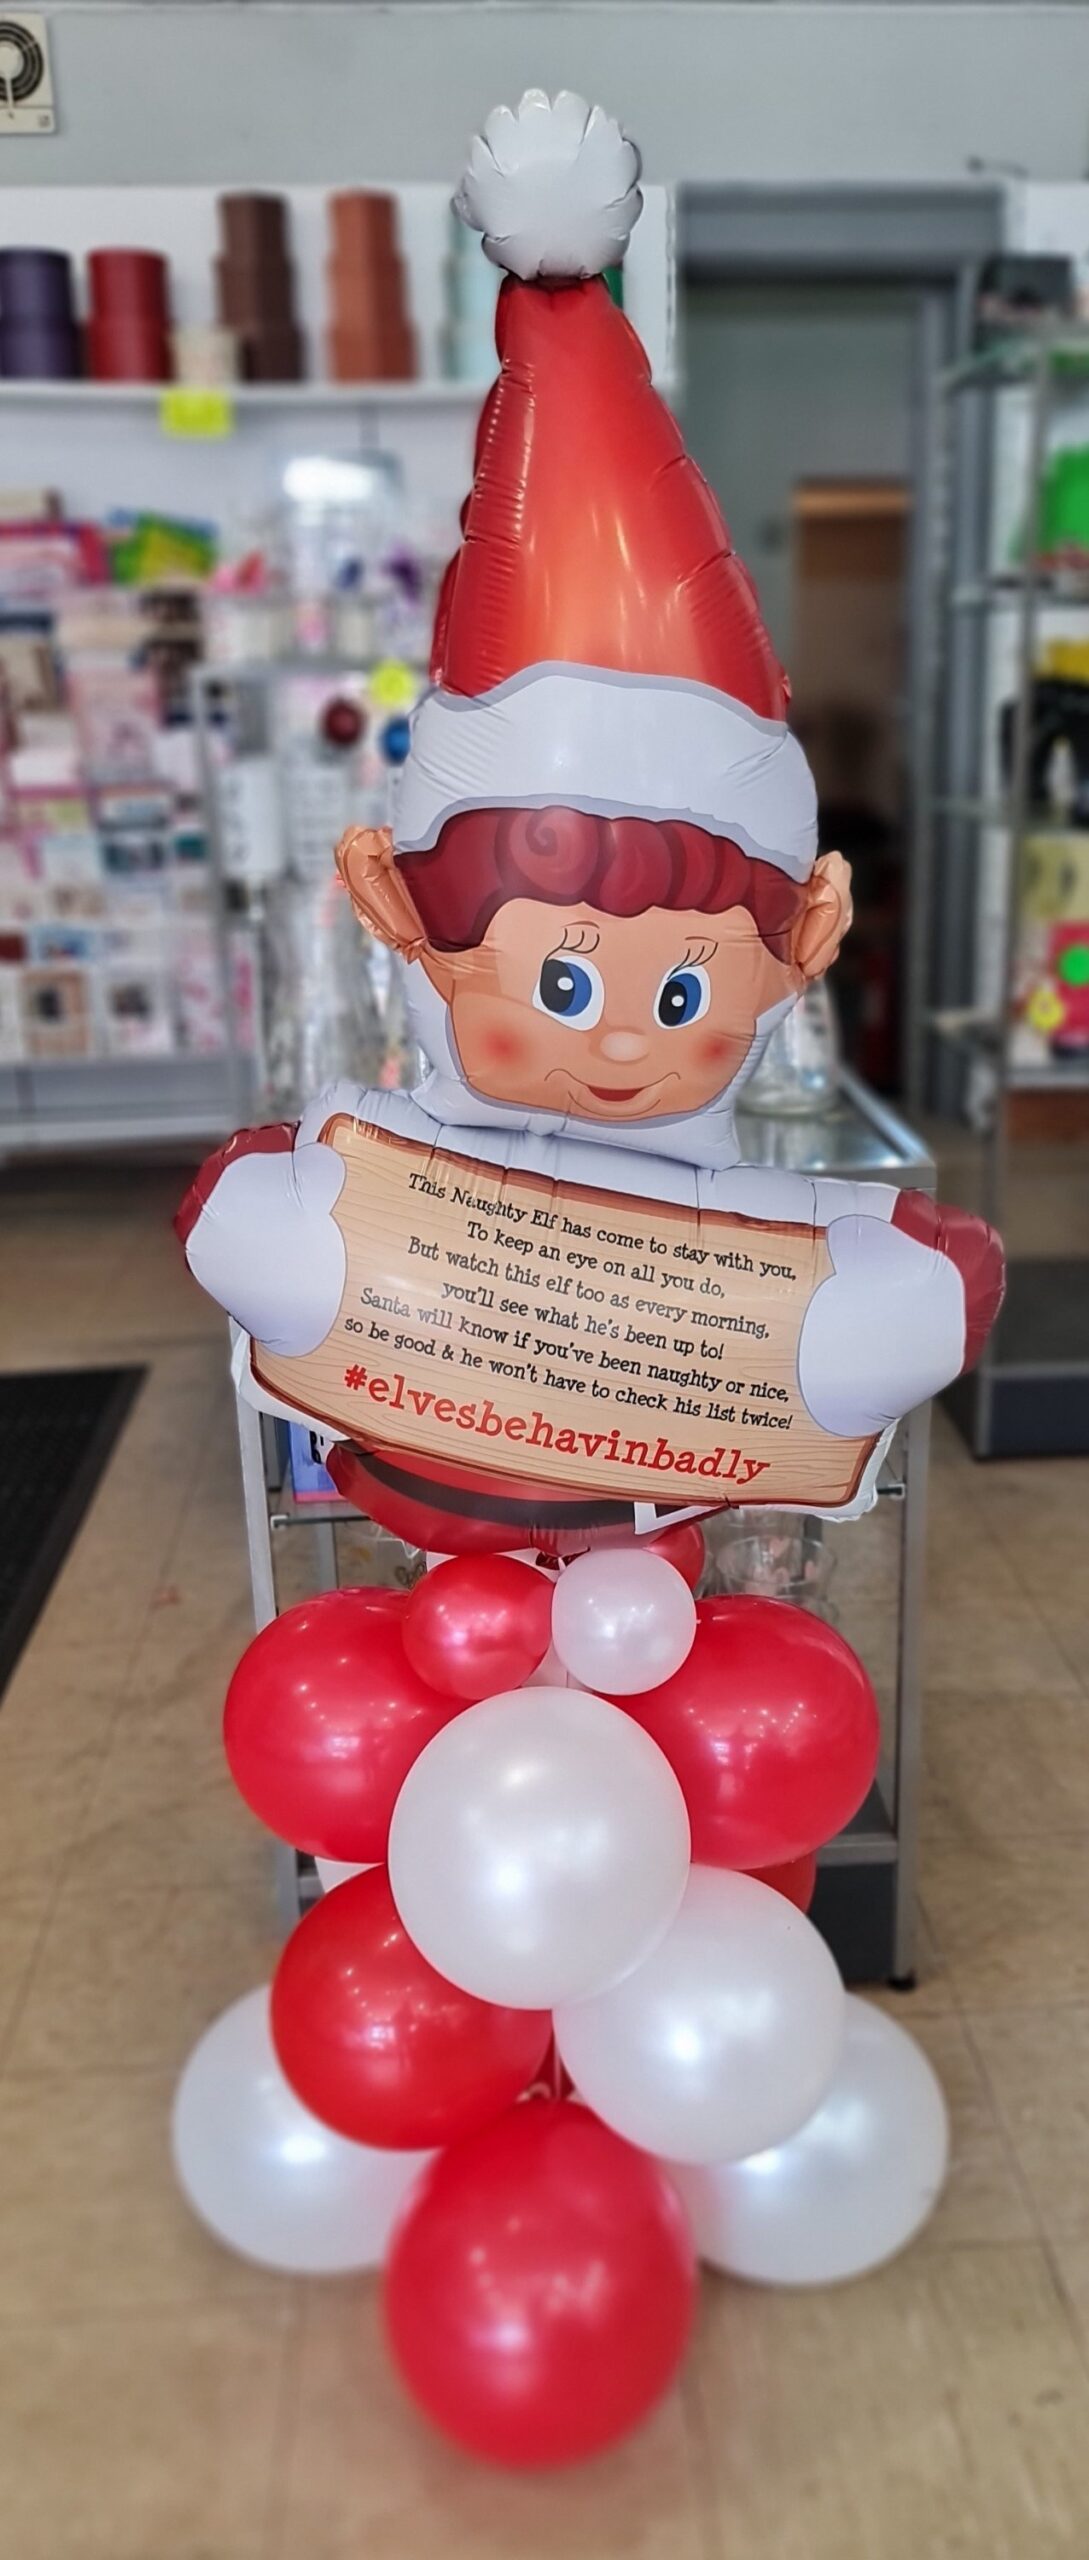 This Naughty Elf has come to stay with you,
To keep an eye on all you do,
But watch this elf too as every morning,
you'll see what he's been up to!
Santa will know if you've been naughty or nice,
so be good & he won't have to check his list twice!
#elvesbehavinbadly